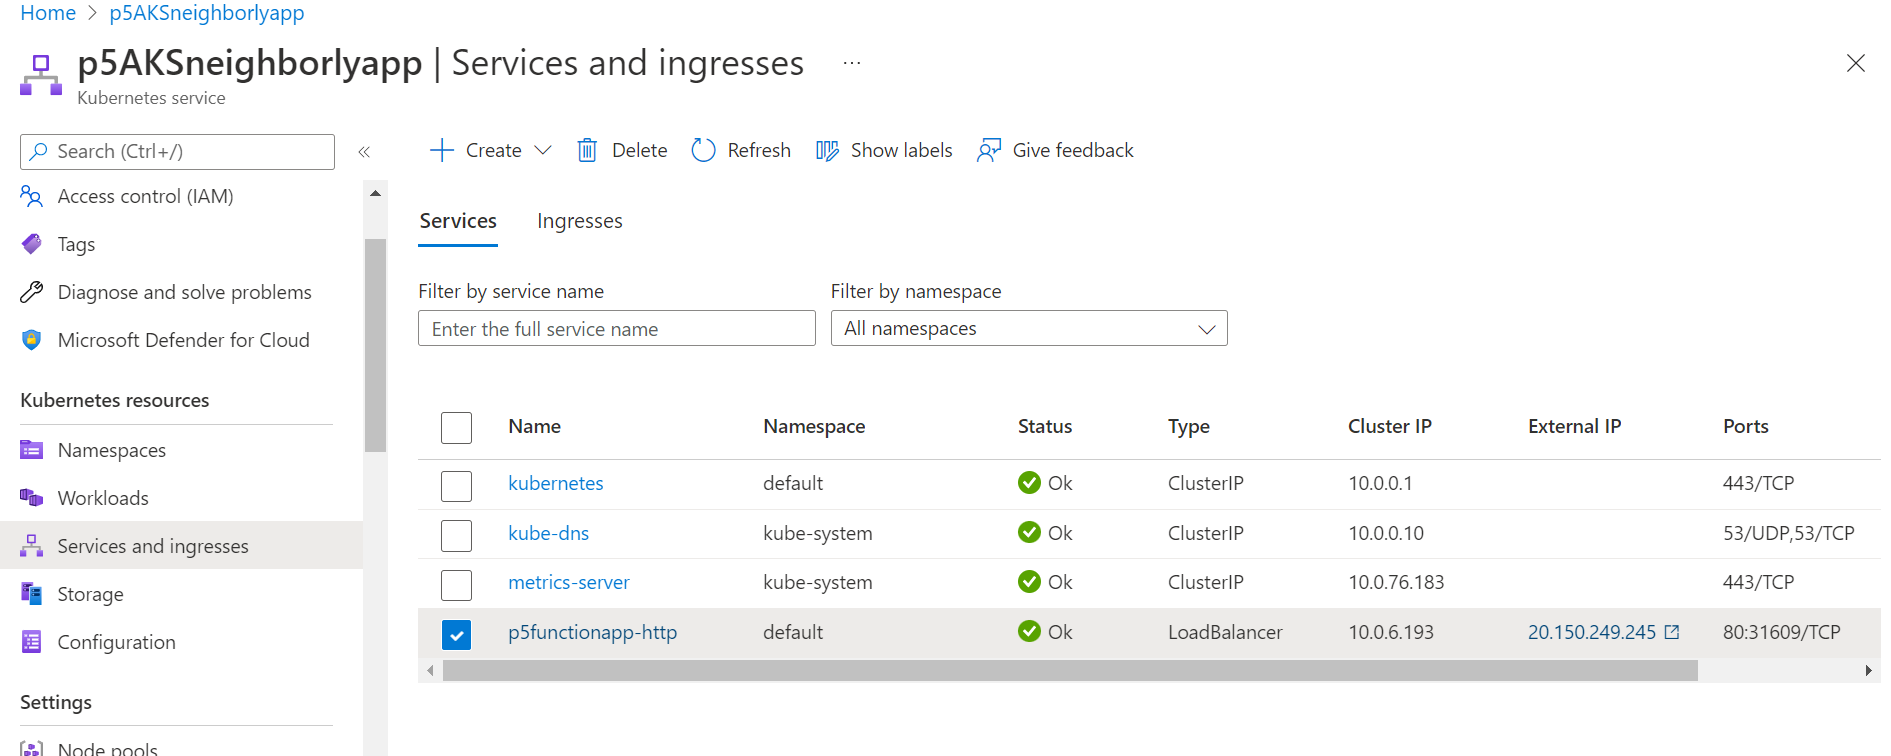 Home > p5AKSneighborlyapp
p5AKSneighborlyapp | Services and ingresses ...
Kubernetes service
Search (Ctrl+/)
«
Access control (IAM)
Tags
Diagnose and solve problems
Microsoft Defender for Cloud
Kubernetes resources
Namespaces
Workloads
Services and ingresses
Storage
Configuration
Settings
Node pools
Create Delete Refresh Show labels Give feedback
Services Ingresses
Filter by service name Filter by namespace
Enter the full service name All namespaces
Name Namespace Status Type Cluster IP External IP Ports
kubernetes default Ok ClusterIP 10.0.0.1 443/TCP
kube-dns kube-system Ok ClusterIP 10.0.0.10 53/UDP,53/TCP
metrics-server kube-system Ok ClusterIP 10.0.76.183 443/TCP
p5functionapp-http default Ok LoadBalancer 10.0.6.193 20.150.249.245 80:31609/TCP